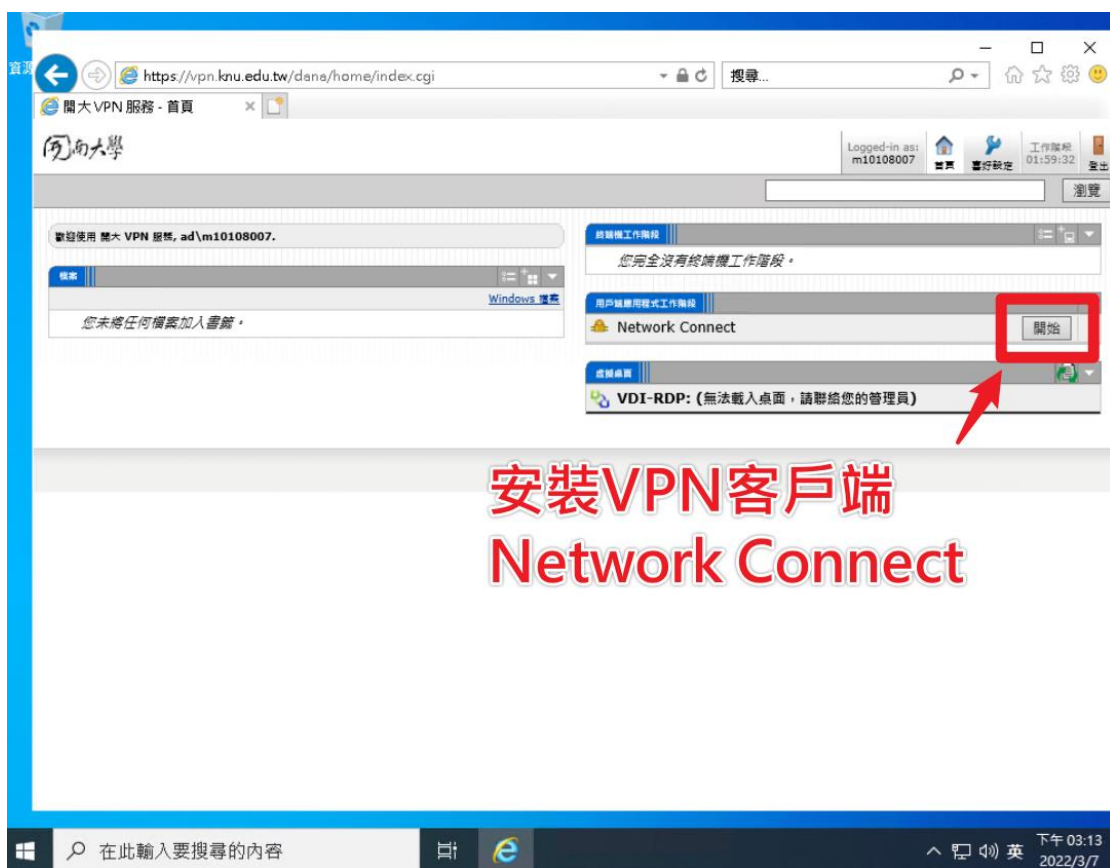 資源
https://vpn.knu.edu.tw/dana/home/index.cgi
搜尋...
開大 VPN 服務 - 首頁
南大學
Logged-in as:
m10108007
首頁
喜好設定
工作階段
01:59:32
登出
瀏覽
歡迎使用 開大 VPN 服務, ad\m10108007.
檔案
Windows 檔案
您未將任何檔案加入書籤。
終端機工作階段
您完全沒有終端機工作階段。
用戶端應用程式工作階段
Network Connect
開始
虛擬桌面
VDI-RDP: (無法載入桌面，請聯絡您的管理員)
安裝VPN客戶端
Network Connect
在此輸入要搜尋的內容
英
下午 03:13
2022/3/7